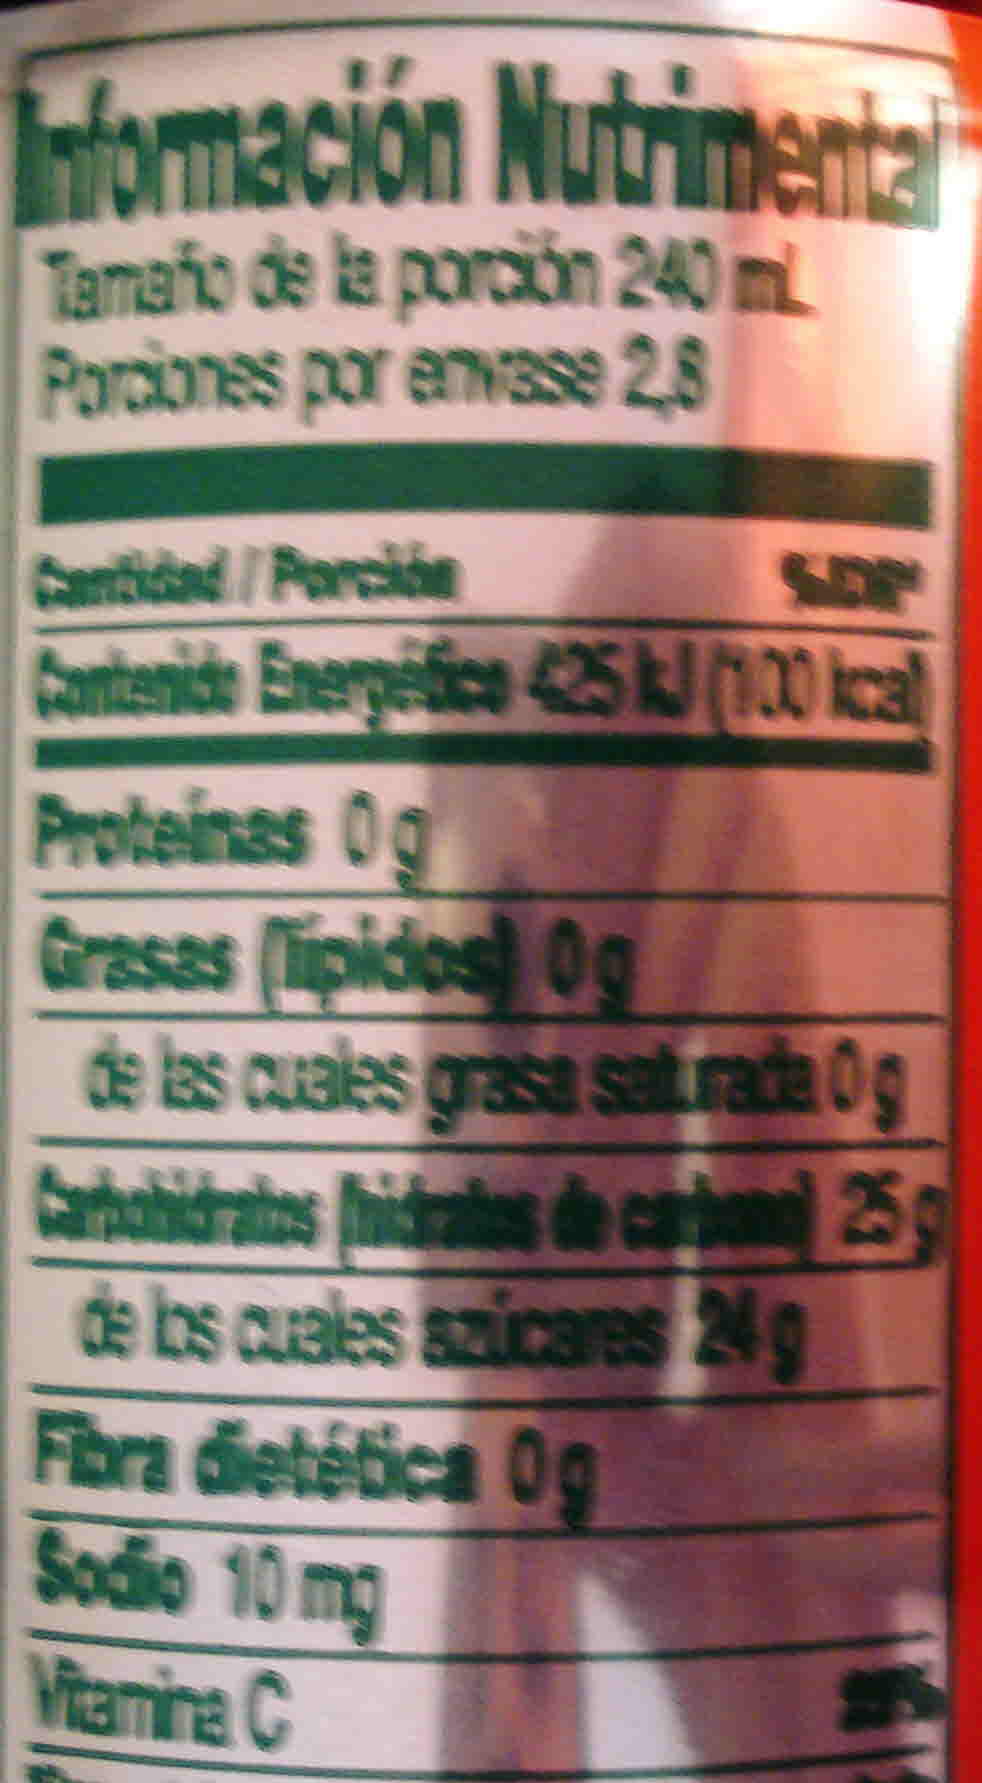 Información Nutrimental
Tamaño de la porción 240 mL
Porciones por envase 2,8
Cantidad / Porción
Contenido Energético 425 kJ (100 kcal)
Proteínas 0 g
Grasas (lípidos) 0 g
de las cuales grasa saturada 0 g
Carbohidratos (hidratos de carbono) 25 g
de los cuales azúcares 24 g
Fibra dietética 0 g
Sodio 10 mg
Vitamina C